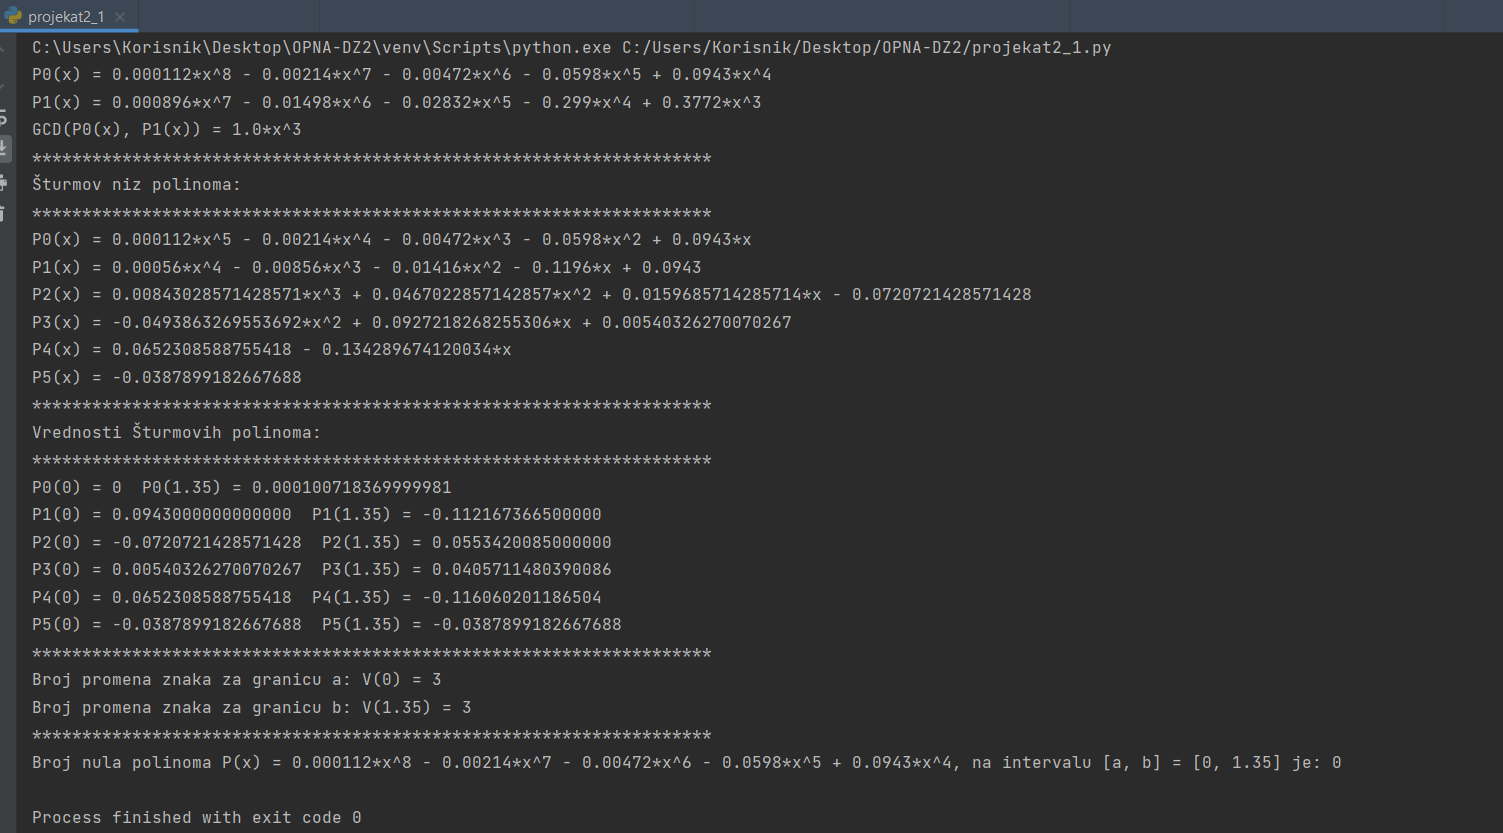 projekat2_1
C:\Users\Korisnik\Desktop\OPNA-DZ2\venv\Scripts\python.exe C:/Users/Korisnik/Desktop/OPNA-DZ2/projekat2_1.py
P0(x) = 0.000112*x^8 - 0.00214*x^7 - 0.00472*x^6 - 0.0598*x^5 + 0.0943*x^4
P1(x) = 0.000896*x^7 - 0.01498*x^6 - 0.02832*x^5 - 0.299*x^4 + 0.3772*x^3
GCD(P0(x), P1(x)) = 1.0*x^3
********************************************************************
Šturmov niz polinoma:
********************************************************************
P0(x) = 0.000112*x^5 - 0.00214*x^4 - 0.00472*x^3 - 0.0598*x^2 + 0.0943*x
P1(x) = 0.00056*x^4 - 0.00856*x^3 - 0.01416*x^2 - 0.1196*x + 0.0943
P2(x) = 0.00843028571428571*x^3 + 0.0467022857142857*x^2 + 0.0159685714285714*x - 0.0720721428571428
P3(x) = -0.0493863269553692*x^2 + 0.0927218268255306*x + 0.00540326270070267
P4(x) = 0.0652308588755418 - 0.134289674120034*x
P5(x) = -0.0387899182667688
********************************************************************
Vrednosti Šturmovih polinoma:
********************************************************************
P0(0) = 0  P0(1.35) = 0.000100718369999981
P1(0) = 0.0943000000000000  P1(1.35) = -0.112167366500000
P2(0) = -0.0720721428571428  P2(1.35) = 0.0553420085000000
P3(0) = 0.00540326270070267  P3(1.35) = 0.0405711480390086
P4(0) = 0.0652308588755418  P4(1.35) = -0.116060201186504
P5(0) = -0.0387899182667688  P5(1.35) = -0.0387899182667688
********************************************************************
Broj promena znaka za granicu a: V(0) = 3
Broj promena znaka za granicu b: V(1.35) = 3
********************************************************************
Broj nula polinoma P(x) = 0.000112*x^8 - 0.00214*x^7 - 0.00472*x^6 - 0.0598*x^5 + 0.0943*x^4, na intervalu [a, b] = [0, 1.35] je: 0
Process finished with exit code 0